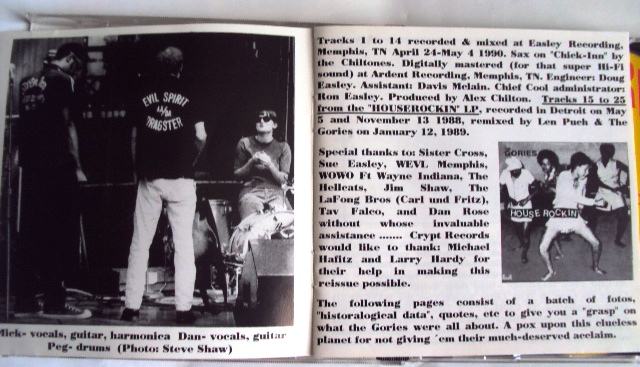 EVIL SPIRIT
DRAGSTER
Mick- vocals, guitar, harmonica Dan- vocals, guitar
Peg- drums (Photo: Steve Shaw)
Tracks 1 to 14 recorded & mixed at Easley Recording,
Memphis, TN April 24-May 4 1990. Sax on "Chick-Inn" by
the Chiltones. Digitally mastered (for that super Hi-Fi
sound) at Ardent Recording, Memphis, TN. Engineer: Doug
Easley. Assistant: Davis Mclain. Chief Cool administrator:
Ron Easley. Produced by Alex Chilton. Tracks 15 to 25
from the "HOUSEROCKIN" LP, recorded in Detroit on May
5 and November 13 1988, remixed by Len Puch & The
Gories on January 12, 1989.
Special thanks to: Sister Cross,
Sue Easley, WEVL Memphis,
WOWO Ft Wayne Indiana, The
Hellcats, Jim Shaw, The
LaFong Bros (Carl und Fritz),
Tav Falco, and Dan Rose
without whose invaluable
assistance ....... Crypt Records
would like to thank: Michael
Hafitz and Larry Hardy for
their help in making this
reissue possible.
GORIES
HOUSE ROCKIN'
The following pages consist of a batch of fotos,
"historalogical data", quotes, etc to give you a "grasp" on
what the Gories were all about. A pox upon this clueless
planet for not giving ´em their much-deserved acclaim.